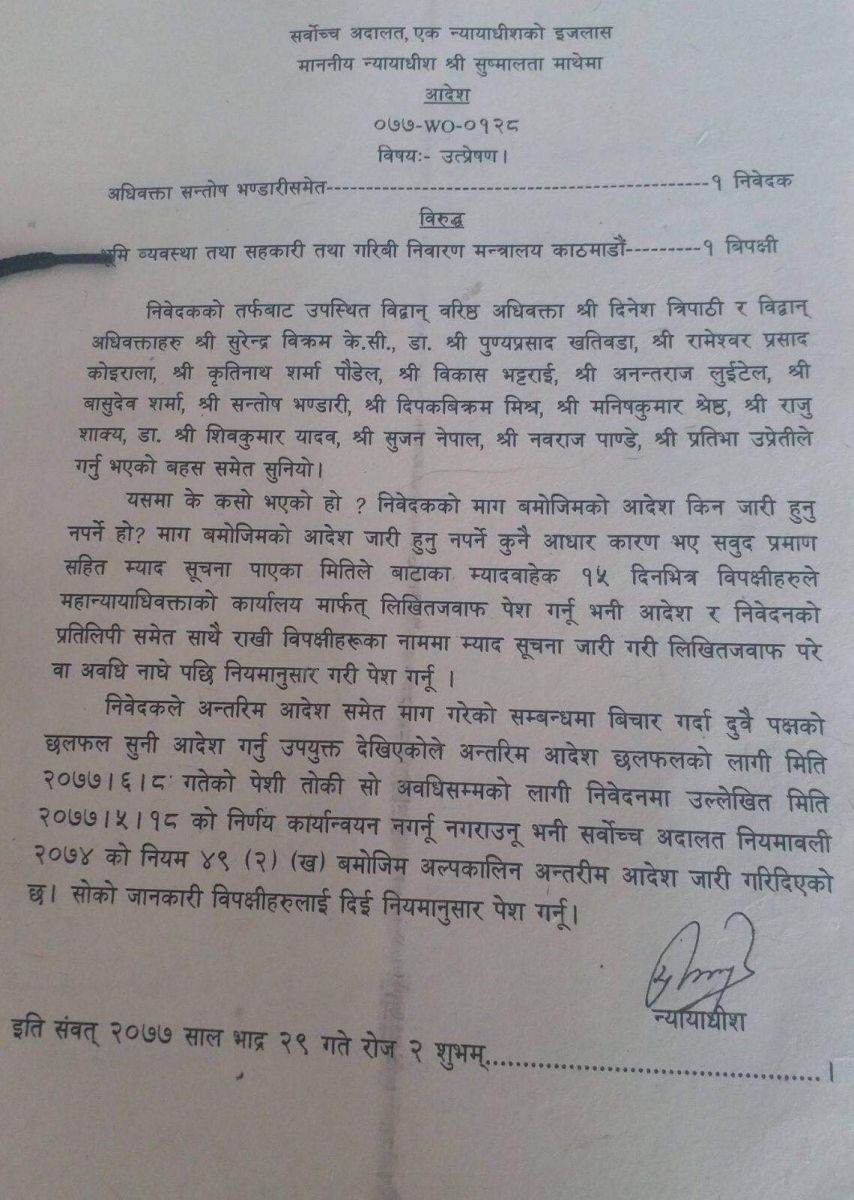 सर्वोच्च अदालत, एक न्यायाधीशको इजलास
माननीय न्यायाधीश श्री सुष्मालता माथेमा
आदेश
०७७-WO-०१२८
विषयः- उत्प्रेषण।
अधिवक्ता सन्तोष भण्डारीसमेत------------------------------------------------१ निवेदक
विरुद्ध
भूमि व्यवस्था तथा सहकारी तथा गरिबी निवारण मन्त्रालय काठमाडौं---------१ विपक्षी
निवेदकको तर्फबाट उपस्थित विद्वान् वरिष्ठ अधिवक्ता श्री दिनेश त्रिपाठी र विद्वान्
अधिवक्ताहरु श्री सुरेन्द्र विक्रम के.सी., डा. श्री पुण्यप्रसाद खतिवडा, श्री रामेश्वर प्रसाद
कोइराला, श्री कृतिनाथ शर्मा पौडेल, श्री विकास भट्टराई, श्री अनन्तराज लुईटेल, श्री
बासुदेव शर्मा, श्री सन्तोष भण्डारी, श्री दिपकबिक्रम मिश्र, श्री मनिषकुमार श्रेष्ठ, श्री राजु
शाक्य, डा. श्री शिवकुमार यादव, श्री सुजन नेपाल, श्री नवराज पाण्डे, श्री प्रतिभा उप्रेतीले
गर्नु भएको बहस समेत सुनियो।
यसमा के कसो भएको हो ? निवेदकको माग बमोजिमको आदेश किन जारी हुनु
नपर्ने हो? माग बमोजिमको आदेश जारी हुनु नपर्ने कुनै आधार कारण भए सवुद प्रमाण
सहित म्याद सूचना पाएका मितिले बाटाका म्यादवाहेक १५ दिनभित्र विपक्षीहरुले
महान्यायाधिवक्ताको कार्यालय मार्फत् लिखितजवाफ पेश गर्नू भनी आदेश र निवेदनको
प्रतिलिपी समेत साथै राखी विपक्षीहरूका नाममा म्याद सूचना जारी गरी लिखितजवाफ परे
वा अवधि नाघे पछि नियमानुसार गरी पेश गर्नू ।
निवेदकले अन्तरिम आदेश समेत माग गरेको सम्बन्धमा बिचार गर्दा दुवै पक्षको
छलफल सुनी आदेश गर्नु उपयुक्त देखिएकोले अन्तरिम आदेश छलफलको लागी मिति
२०७७।६।८ गतेको पेशी तोकी सो अवधिसम्मको लागी निवेदनमा उल्लेखित मिति
२०७७।५।१८ को निर्णय कार्यान्वयन नगर्नू नगराउनू भनी सर्वोच्च अदालत नियमावली
२०७४ को नियम ४९ (२) (ख) बमोजिम अल्पकालिन अन्तरीम आदेश जारी गरिदिएको
छ। सोको जानकारी विपक्षीहरुलाई दिई नियमानुसार पेश गर्नू।
न्यायाधीश
इति संवत् २०७७ साल भाद्र २९ गते रोज २ शुभम्..............................................।